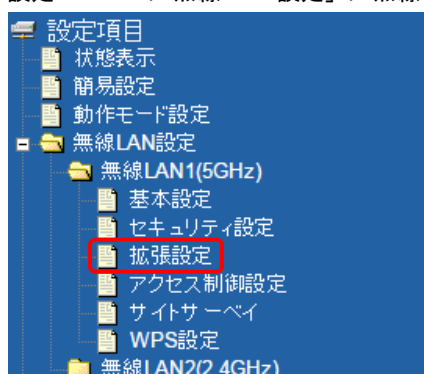 設定項目
状態表示
簡易設定
動作モード設定
無線LAN設定
無線LAN1(5GHz)
基本設定
セキュリティ設定
拡張設定
アクセス制御設定
サイトサーベイ
WPS設定
無線LAN2(2.4GHz)